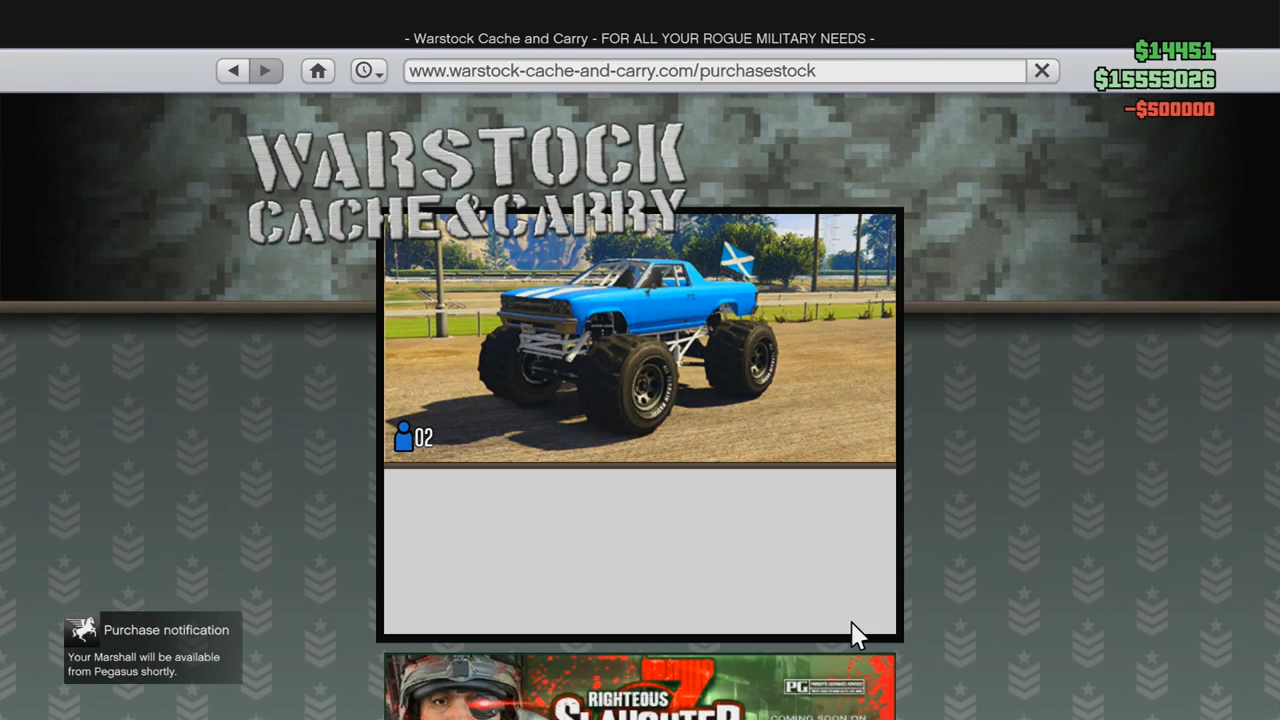 - Warstock Cache and Carry - FOR ALL YOUR ROGUE MILITARY NEEDS -
www.warstock-cache-and-carry.com/purchasestock
$14451
$15553026
-$500000
WARSTOCK
CACHE&CARRY
02
Purchase notification
Your Marshall will be available
from Pegasus shortly.
RIGHTEOUS
SLAUGHTER
7
PG
COMING SOON ON